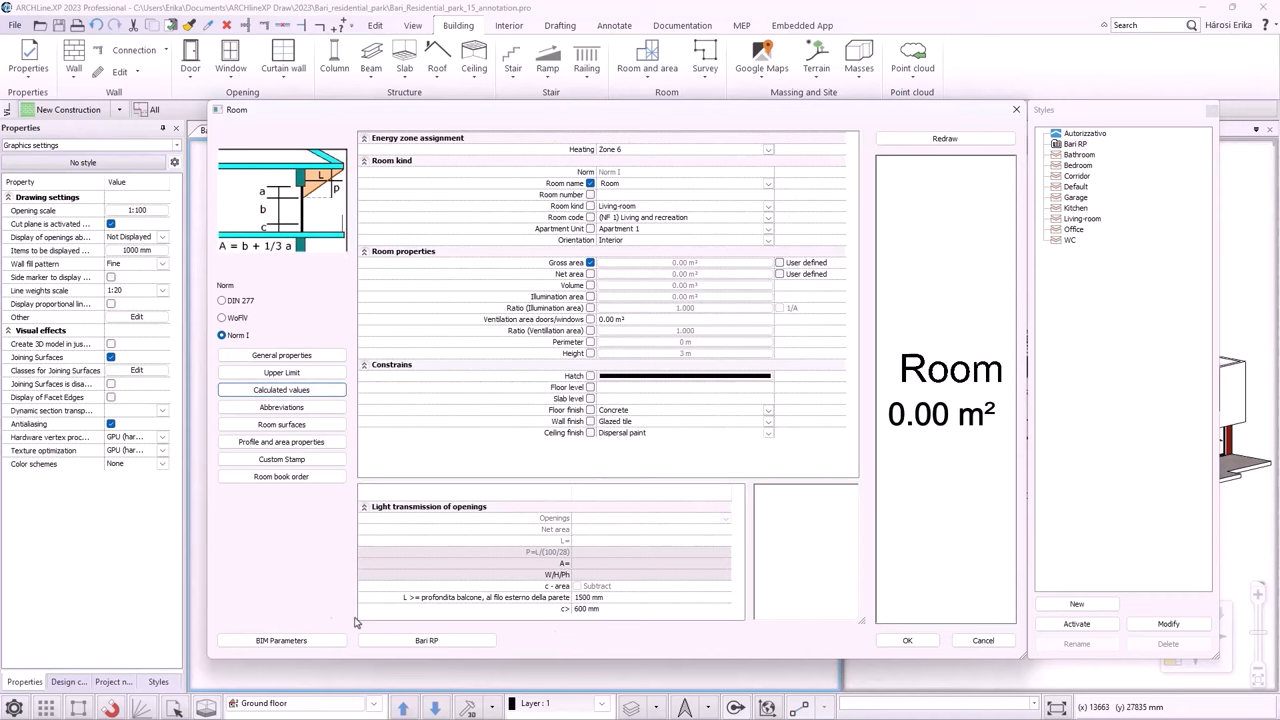 ARCHLine.XP 2023 Professional - C:\Users\Erika\Documents\ARCHlineXP Draw\2023\Bari_residential_park\Bari_Residential_park_15_annotation.pro
File Edit View Building Interior Drafting Annotate Documentation MEP Embedded App Search Hárosi Erika
Properties Wall Connection Edit Door Window Curtain wall Column Beam Slab Roof Ceiling Stair Ramp Railing Room and area Survey Google Maps Terrain Masses Point cloud
Properties Wall Opening Structure Stair Room Massing and Site Point cloud
New Construction All
Room
Styles
Properties
Graphics settings
No style
Property Value
Drawing settings
Opening scale 1:100
Cut plane is activated ...
Display of openings ab... Not Displayed
Items to be displayed ... 1000 mm
Wall fill pattern Fine
Side marker to display ...
Line weights scale 1:20
Display proportional lin...
Other Edit
Visual effects
Create 3D model in jus...
Joining Surfaces
Classes for Joining Surfaces Edit
Joining Surfaces is disa...
Display of Facet Edges
Dynamic section transp...
Antialiasing
Hardware vertex proc... GPU (har...
Texture optimization GPU (har...
Color schemes None
Properties Design c... Project n... Styles
L
a
p
b
c
A = b + 1/3 a
Norm
DIN 277
WoFlV
Norm I
General properties
Upper Limit
Calculated values
Abbreviations
Room surfaces
Profile and area properties
Custom Stamp
Room book order
BIM Parameters
Energy zone assignment
Heating Zone 6
Room kind
Norm Norm I
Room name Room
Room number
Room kind Living-room
Room code (NF 1) Living and recreation
Apartment Unit Apartment 1
Orientation Interior
Room properties
Gross area 0.00 m² User defined
Net area 0.00 m² User defined
Volume 0.00 m³
Illumination area 0.00 m²
Ratio (Illumination area) 1.000 1/A
Ventilation area doors/windows 0.00 m²
Ratio (Ventillation area) 1.000
Perimeter 0 m
Height 3 m
Constrains
Hatch
Floor level
Slab level
Floor finish Concrete
Wall finish Glazed tile
Ceiling finish Dispersal paint
Light transmission of openings
Openings
Net area
L=
P=L/(100/28)
A=
W/H/Ph
c - area Subtract
L >= profondita balcone, al filo esterno della parete 1500 mm
c> 600 mm
Bari RP
Redraw
Room
0.00 m²
OK Cancel
Autorizzativo
Bari RP
Bathroom
Bedroom
Corridor
Default
Garage
Kitchen
Living-room
Office
WC
New
Activate Modify
Rename Delete
Ground floor Layer : 1 (x) 13663 (y) 27835 mm